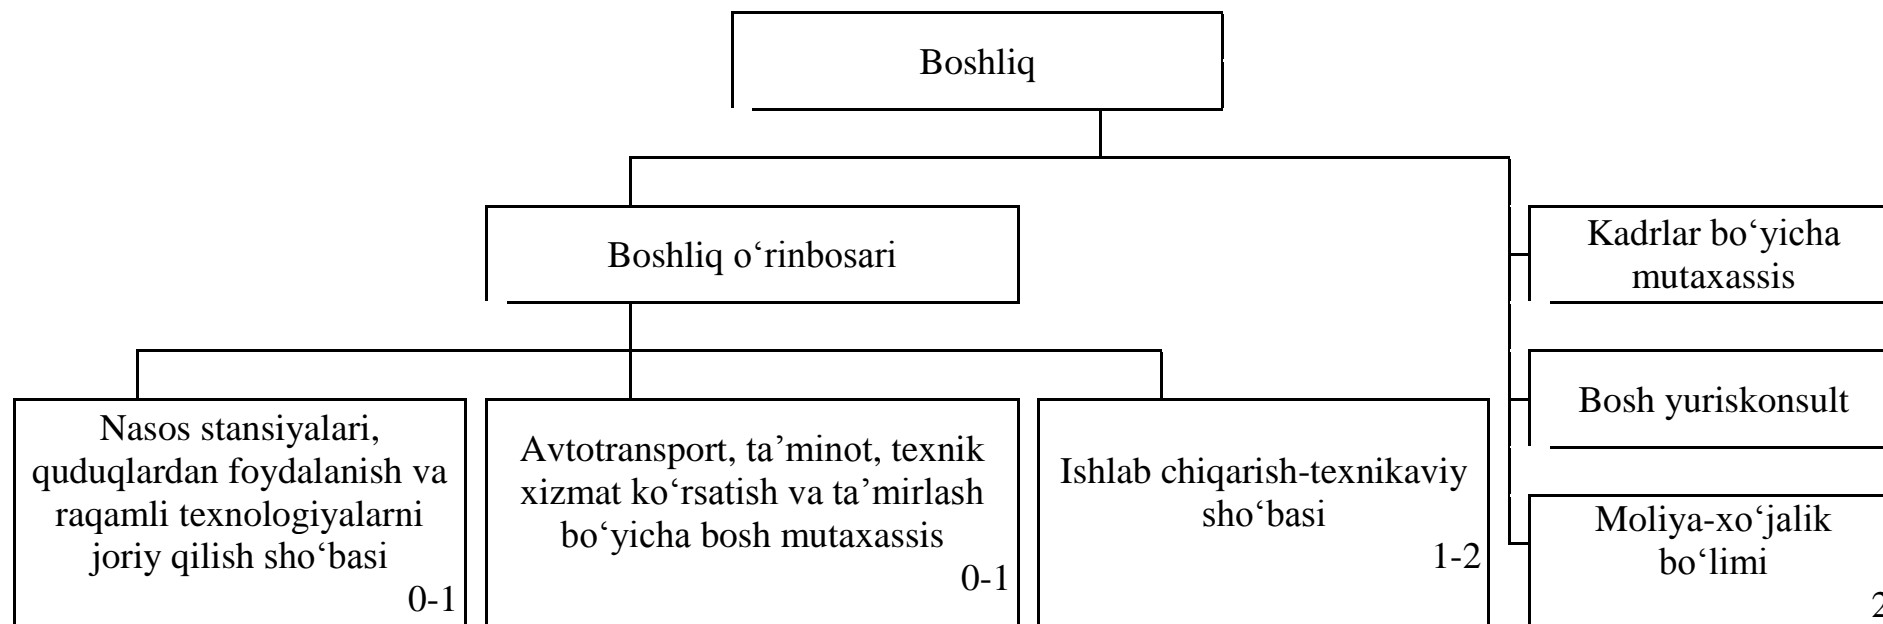 Boshliq
Boshliq o‘rinbosari
Kadrlar bo‘yicha
mutaxassis
Bosh yuriskonsult
Nasos stansiyalari,
quduqlardan foydalanish va
raqamli texnologiyalarni
joriy qilish sho‘basi
0-1
Avtotransport, ta’minot, texnik
xizmat ko‘rsatish va ta’mirlash
bo‘yicha bosh mutaxassis
0-1
Ishlab chiqarish-texnikaviy
sho‘basi
1-2
Moliya-xo‘jalik
bo‘limi
2